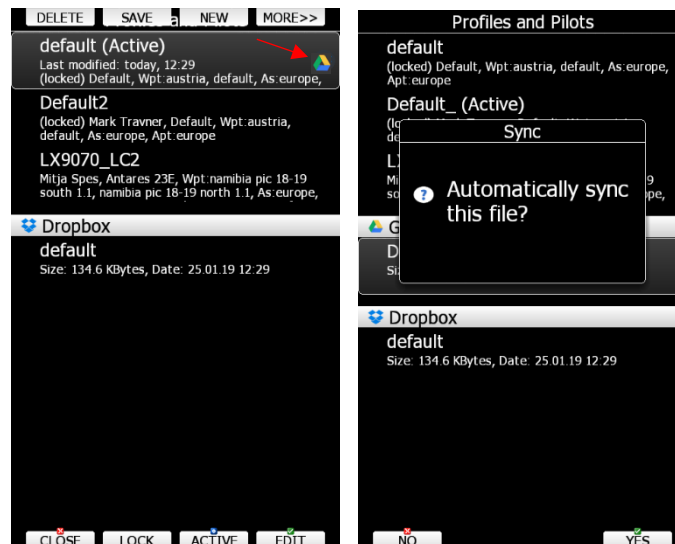 DELETE SAVE NEW MORE>>
default (Active)
Last modified: today, 12:29
(locked) Default, Wpt:austria, default, As:europe,
Default2
(locked) Mark Travner, Default, Wpt:austria,
default, As:europe, Apt:europe
LX9070_LC2
Mitja Spes, Antares 23E, Wpt:namibia pic 18-19
south 1.1, namibia pic 18-19 north 1.1, As:europe,
Dropbox
default
Size: 134.6 KBytes, Date: 25.01.19 12:29
CLOSE LOCK ACTIVE EDIT
Profiles and Pilots
default
(locked) Default, Wpt:austria, default, As:europe,
Apt:europe
Default_ (Active)
Sync
Automatically sync
this file?
Dropbox
default
Size: 134.6 KBytes, Date: 25.01.19 12:29
NO YES